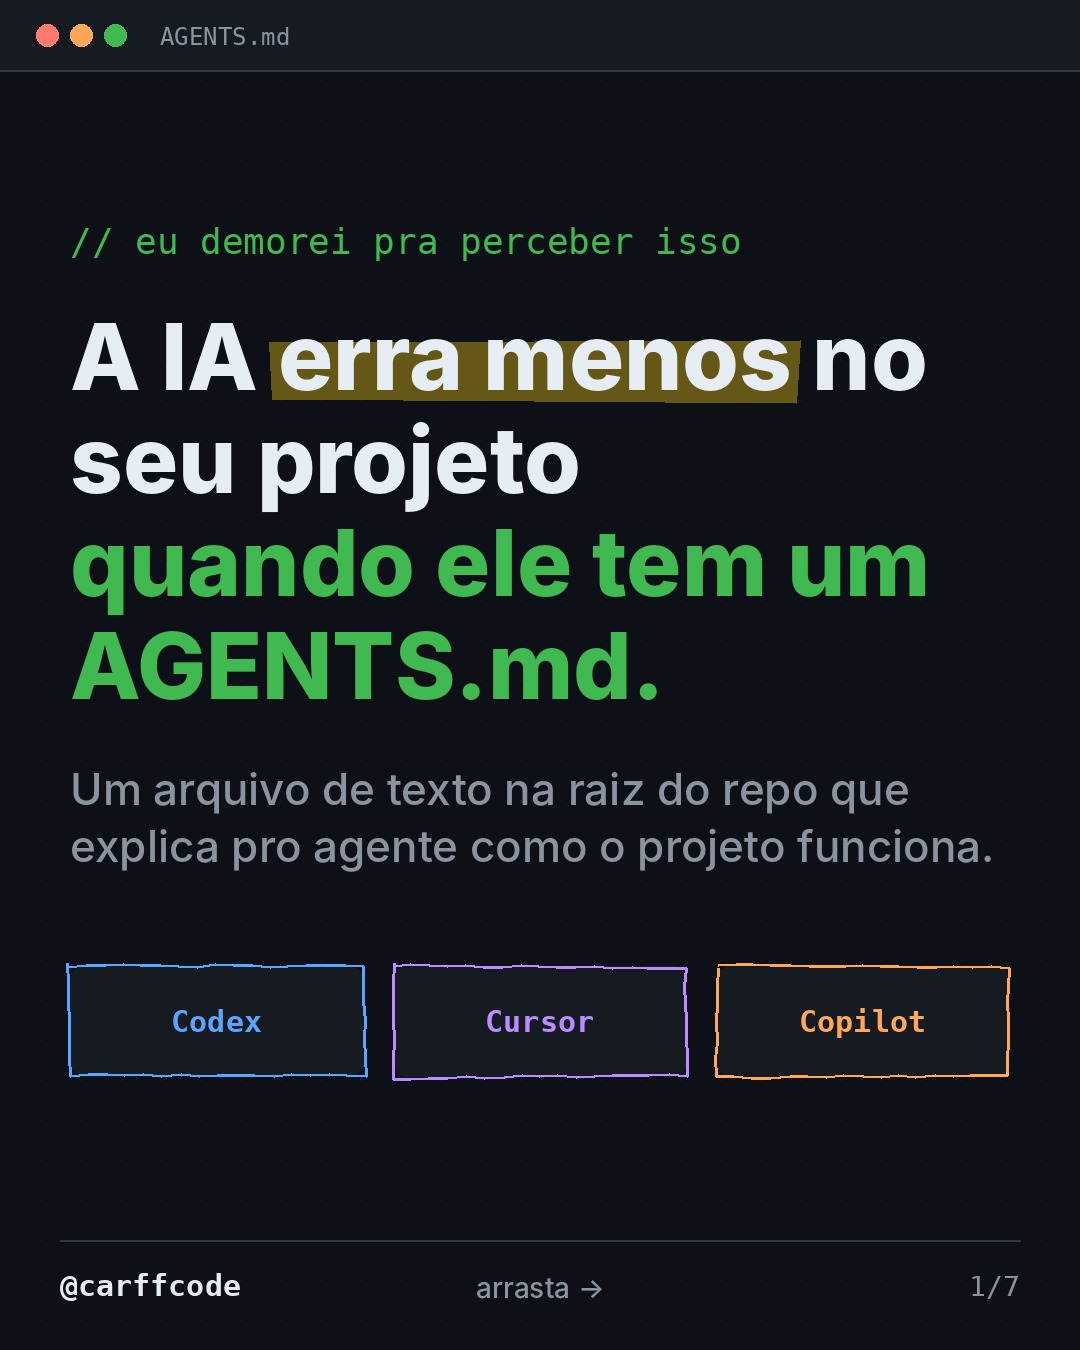 AGENTS.md
// eu demorei pra perceber isso
A IA erra menos no
seu projeto
quando ele tem um
AGENTS.md.
Um arquivo de texto na raiz do repo que
explica pro agente como o projeto funciona.
Codex
Cursor
Copilot
@carffcode
arrasta →
1/7